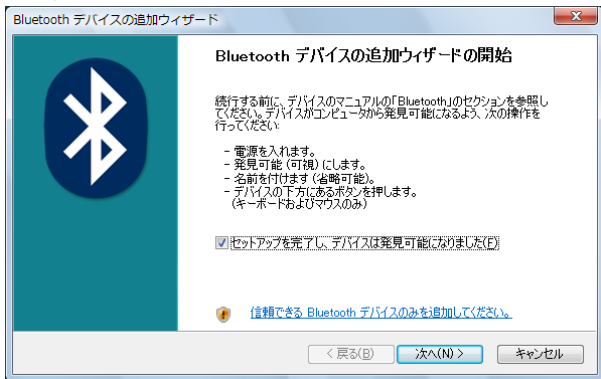 Bluetooth デバイスの追加ウィザード
Bluetooth デバイスの追加ウィザードの開始
続行する前に、デバイスのマニュアルの「Bluetooth」のセクションを参照し
てください。デバイスがコンピュータから発見可能になるよう、次の操作を
行ってください:
- 電源を入れます。
- 発見可能 (可視) にします。
- 名前を付けます (省略可能)。
- デバイスの下方にあるボタンを押します。
(キーボードおよびマウスのみ)
セットアップを完了し、デバイスは発見可能になりました(F)
信頼できる Bluetooth デバイスのみを追加してください。
< 戻る(B)
次へ(N) >
キャンセル